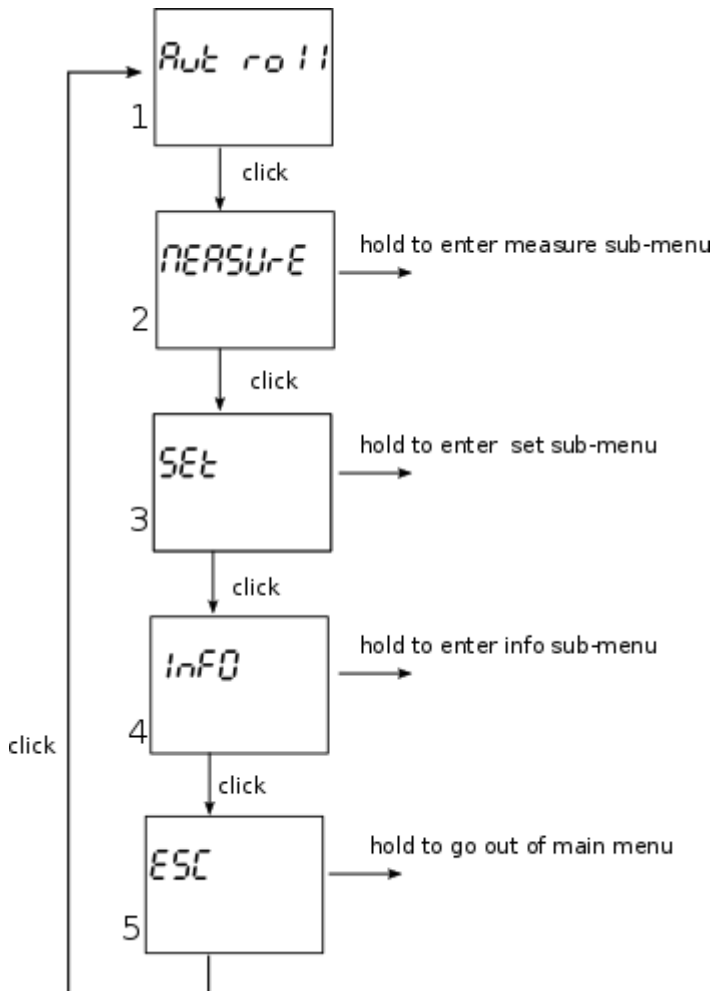 Aut roll
1
click
MEASUrE
hold to enter measure sub-menu
2
click
SEt
hold to enter set sub-menu
3
click
InFO
hold to enter info sub-menu
4
click
click
ESC
hold to go out of main menu
5